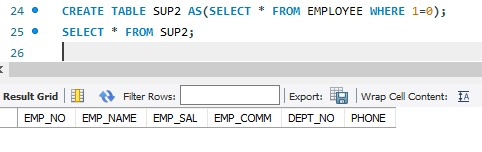 24 CREATE TABLE SUP2 AS(SELECT * FROM EMPLOYEE WHERE 1=0);
25 SELECT * FROM SUP2;
26
Result Grid Filter Rows: Export: Wrap Cell Content: IA
EMP_NO EMP_NAME EMP_SAL EMP_COMM DEPT_NO PHONE